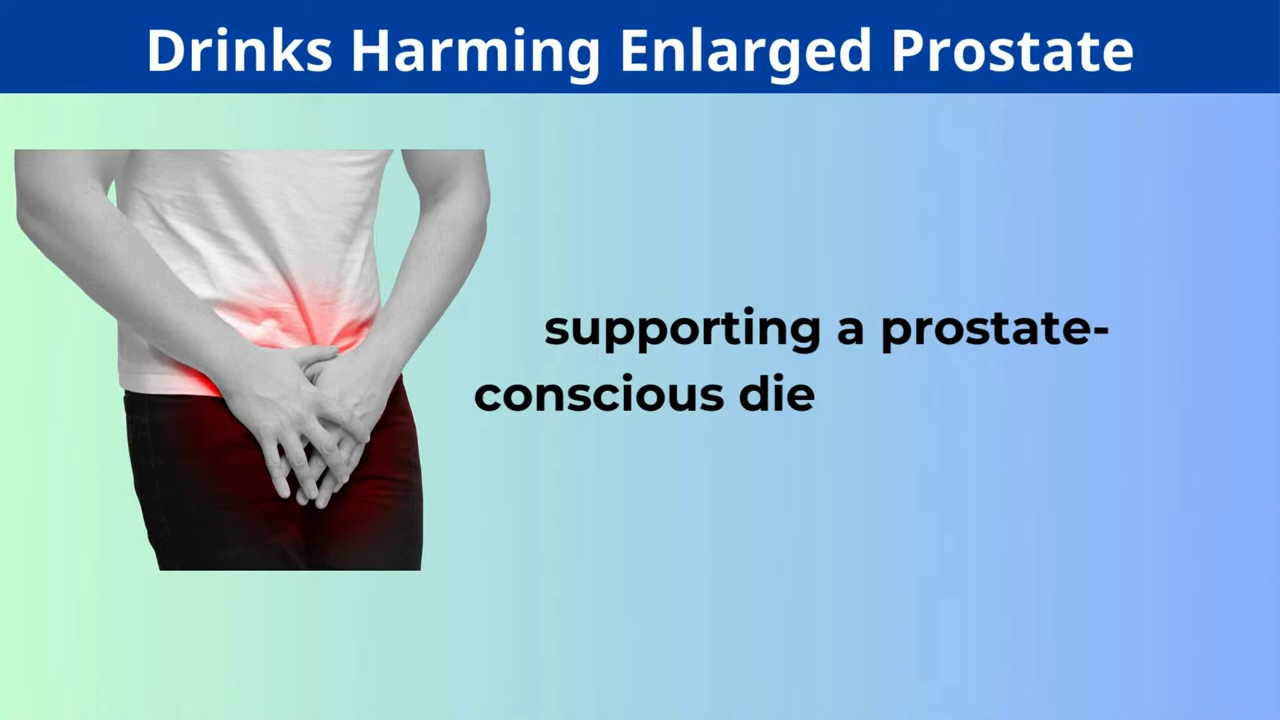 Drinks Harming Enlarged Prostate
supporting a prostate-
conscious die